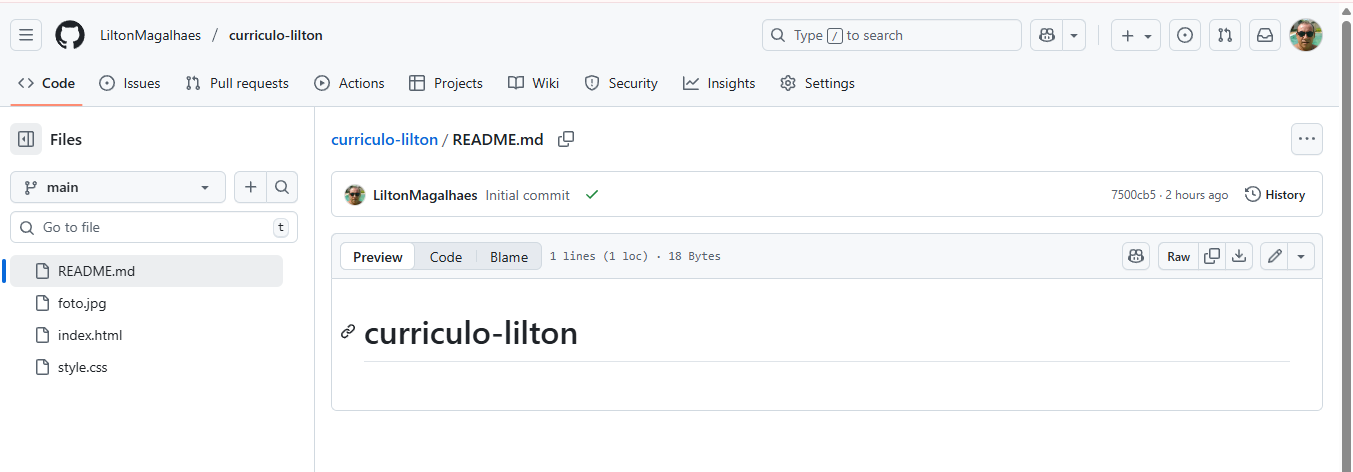 LiltonMagalhaes / curriculo-lilton
Type / to search
Code Issues Pull requests Actions Projects Wiki Security Insights Settings
Files
main
Go to file t
README.md
foto.jpg
index.html
style.css
curriculo-lilton / README.md
LiltonMagalhaes Initial commit 7500cb5 · 2 hours ago History
Preview Code Blame 1 lines (1 loc) · 18 Bytes Raw
curriculo-lilton